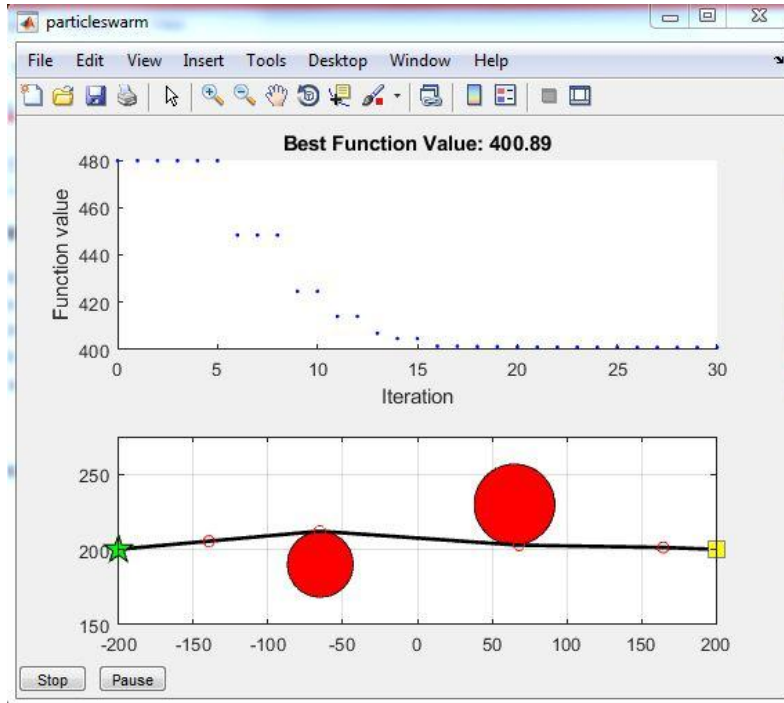 particleswarm
File Edit View Insert Tools Desktop Window Help
Best Function Value: 400.89
Function value
480
460
440
420
400
0 5 10 15 20 25 30
Iteration
250
200
150
-200 -150 -100 -50 0 50 100 150 200
Stop Pause